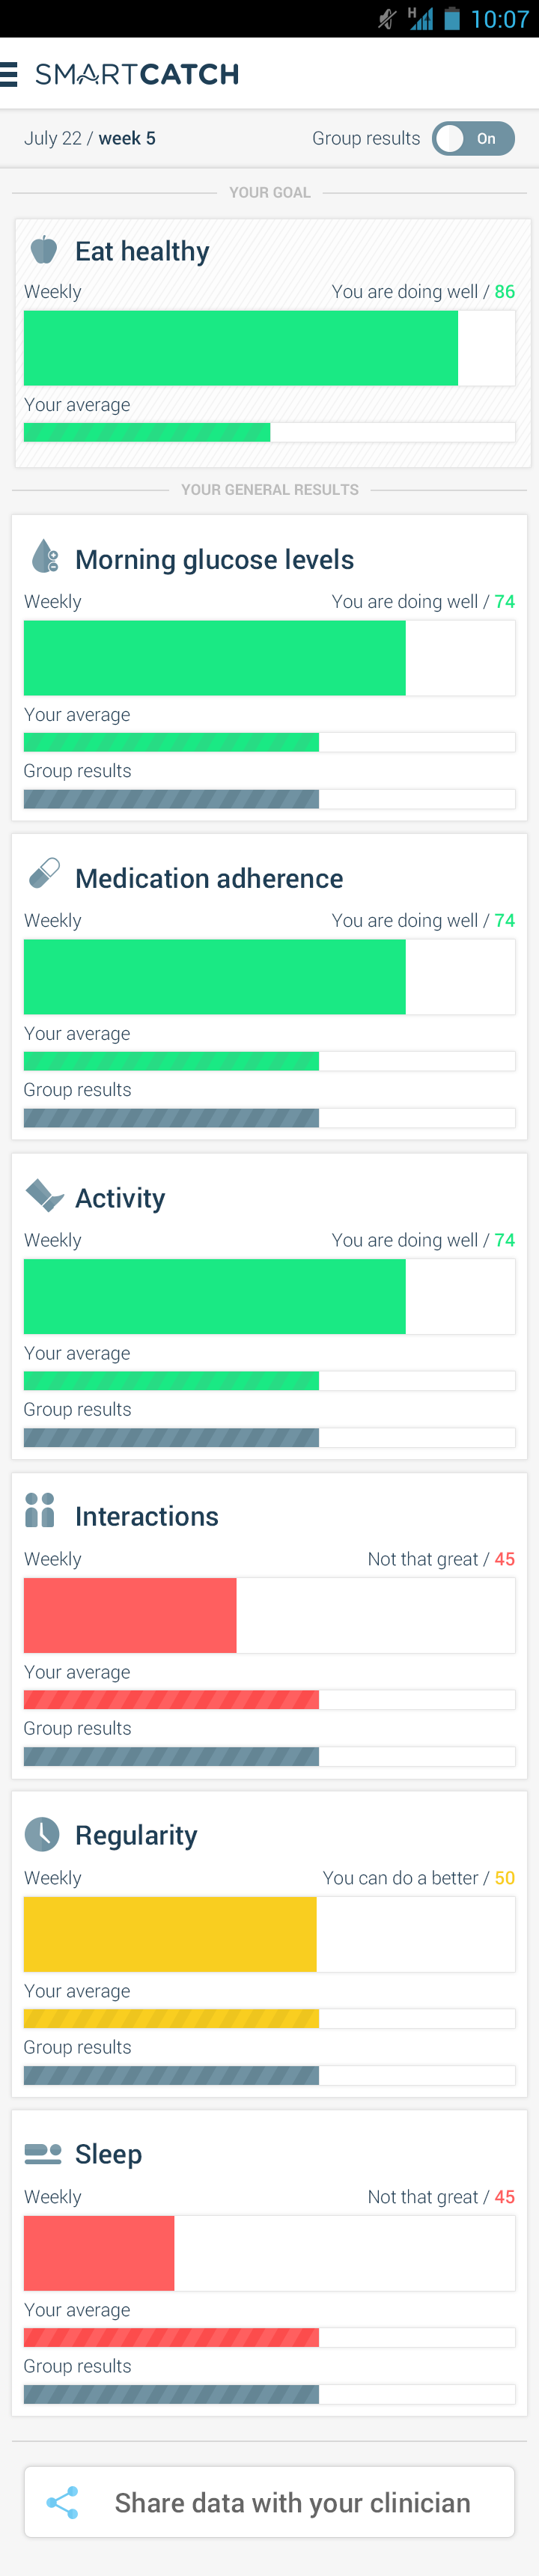 H 10:07
SMARTCATCH
July 22 / week 5 Group results On
YOUR GOAL
Eat healthy
Weekly You are doing well / 86
Your average
YOUR GENERAL RESULTS
Morning glucose levels
Weekly You are doing well / 74
Your average
Group results
Medication adherence
Weekly You are doing well / 74
Your average
Group results
Activity
Weekly You are doing well / 74
Your average
Group results
Interactions
Weekly Not that great / 45
Your average
Group results
Regularity
Weekly You can do a better / 50
Your average
Group results
Sleep
Weekly Not that great / 45
Your average
Group results
Share data with your clinician